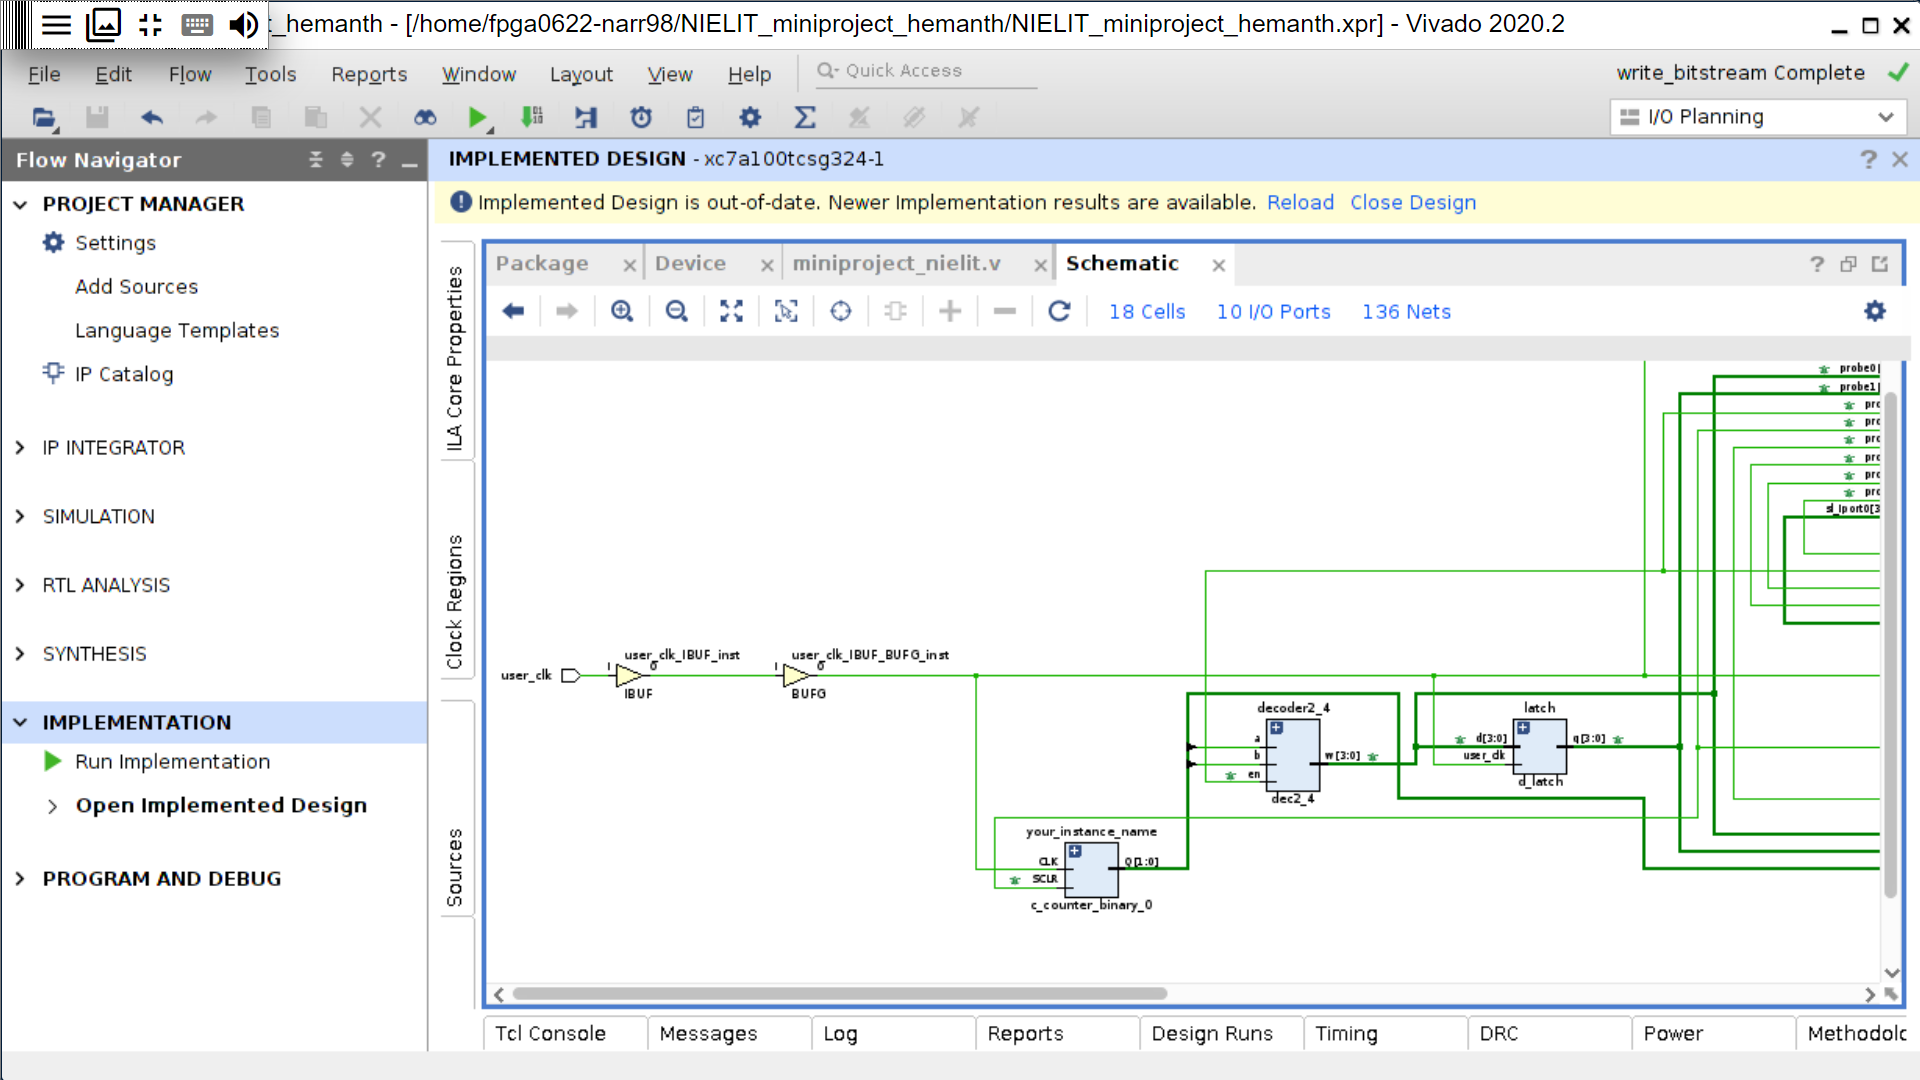 t_hemanth - [/home/fpga0622-narr98/NIELIT_miniproject_hemanth/NIELIT_miniproject_hemanth.xpr] - Vivado 2020.2
File Edit Flow Tools Reports Window Layout View Help Quick Access
write_bitstream Complete
I/O Planning
Flow Navigator
PROJECT MANAGER
Settings
Add Sources
Language Templates
IP Catalog
IP INTEGRATOR
SIMULATION
RTL ANALYSIS
SYNTHESIS
IMPLEMENTATION
Run Implementation
Open Implemented Design
PROGRAM AND DEBUG
IMPLEMENTED DESIGN - xc7a100tcsg324-1
Implemented Design is out-of-date. Newer Implementation results are available. Reload Close Design
ILA Core Properties
Clock Regions
Sources
Package Device miniproject_nielit.v Schematic
18 Cells 10 I/O Ports 136 Nets
probe0[
probe1[
pro
pro
pro
pro
pro
pro
sl_iport0[3
user_clk
user_clk_IBUF_inst
I O
IBUF
user_clk_IBUF_BUFG_inst
I O
BUFG
decoder2_4
a
b
en
w[3:0]
dec2_4
latch
d[3:0]
user_clk
q[3:0]
d_latch
your_instance_name
CLK
SCLR
Q[1:0]
c_counter_binary_0
Tcl Console Messages Log Reports Design Runs Timing DRC Power Methodolo